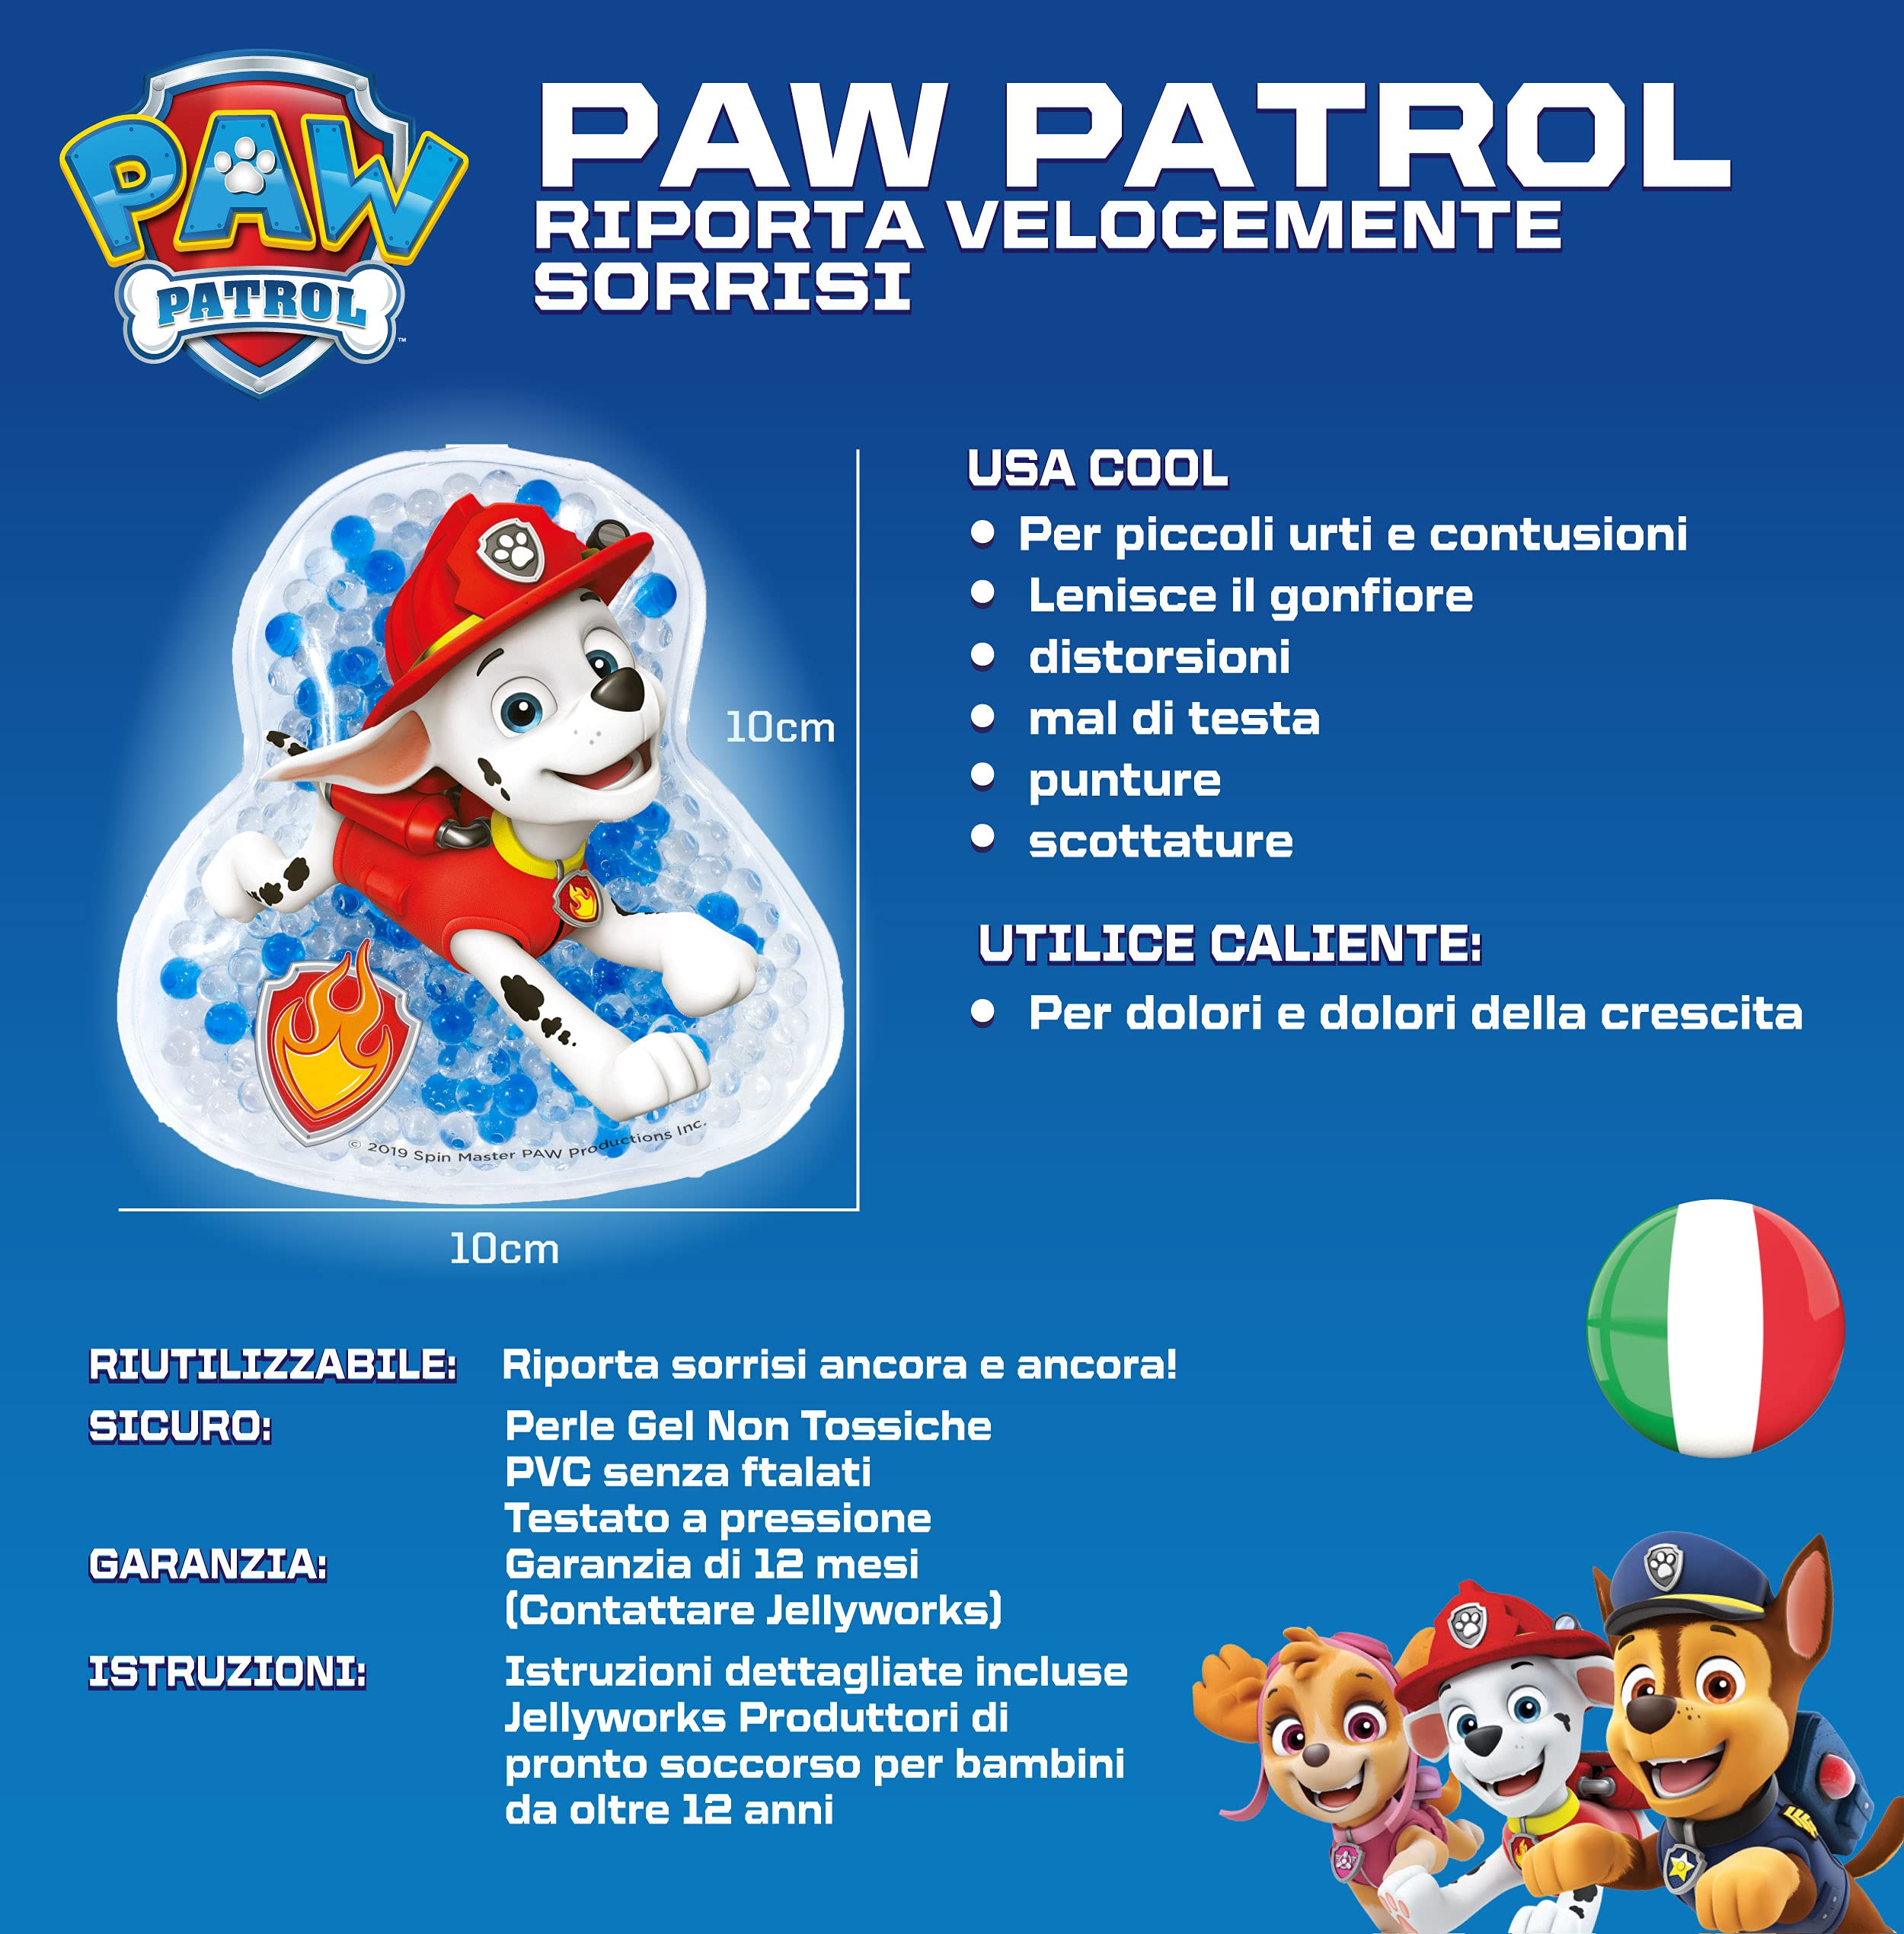 PAW
PATROL
™
PAW PATROL
RIPORTA VELOCEMENTE
SORRISI
USA COOL
Per piccoli urti e contusioni
Lenisce il gonfiore
distorsioni
mal di testa
punture
scottature
UTILICE CALIENTE:
Per dolori e dolori della crescita
10cm
© 2019 Spin Master PAW Productions Inc.
10cm
RIUTILIZZABILE: Riporta sorrisi ancora e ancora!
SICURO: Perle Gel Non Tossiche
PVC senza ftalati
Testato a pressione
GARANZIA: Garanzia di 12 mesi
(Contattare Jellyworks)
ISTRUZIONI: Istruzioni dettagliate incluse
Jellyworks Produttori di
pronto soccorso per bambini
da oltre 12 anni